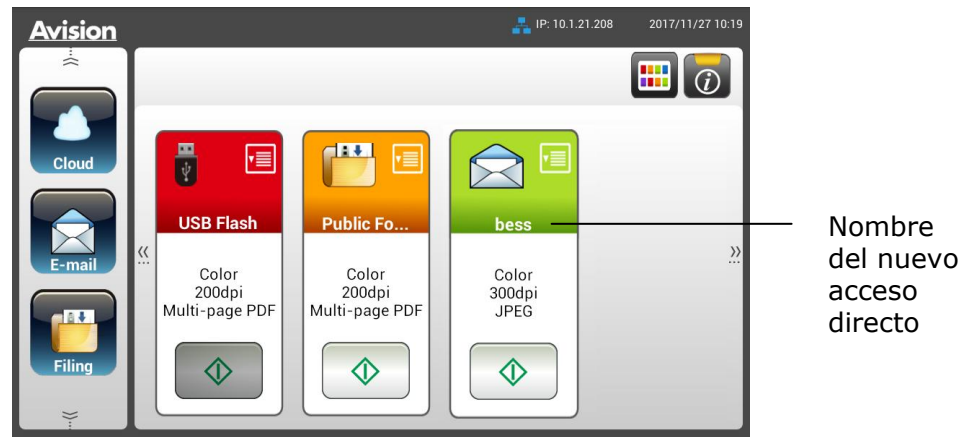 Avision
IP: 10.1.21.208
2017/11/27 10:19
Cloud
E-mail
Filing
USB Flash
Color
200dpi
Multi-page PDF
Public Fo...
Color
200dpi
Multi-page PDF
bess
Color
300dpi
JPEG
Nombre
del nuevo
acceso
directo